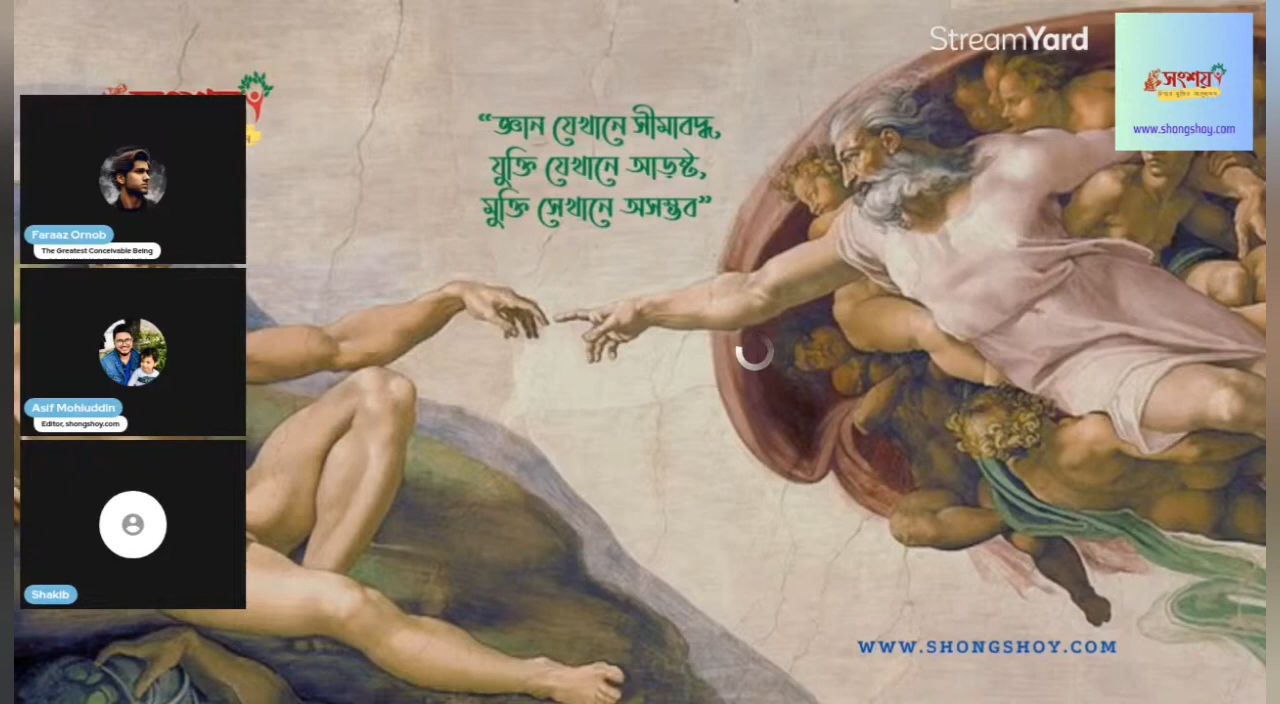 StreamYard
সংশয়
www.shongshoy.com
“জ্ঞান যেখানে সীমাবদ্ধ,
যুক্তি যেখানে আড়ষ্ট,
মুক্তি সেখানে অসম্ভব”
Faraaz Ornob
The Greatest Conceivable Being
Asif Mohiuddin
Editor, shongshoy.com
Shakib
WWW.SHONGSHOY.COM